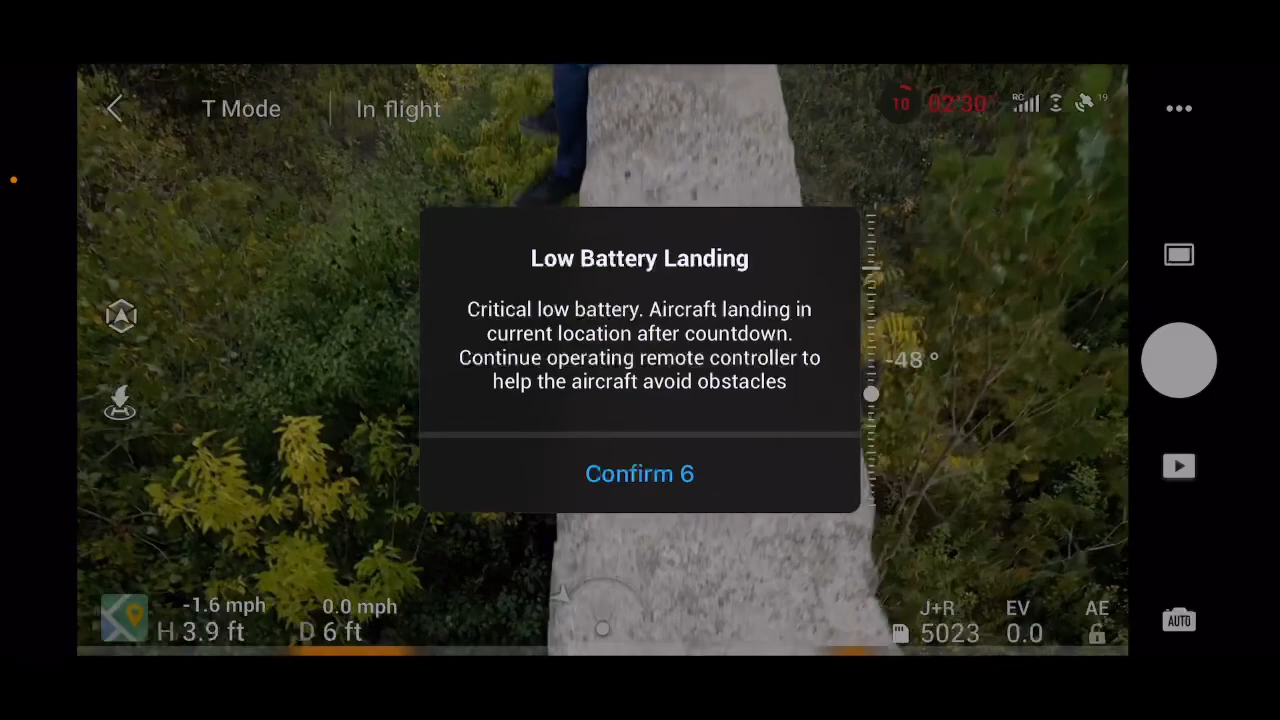 T Mode In flight 10 02'30" RC 19
Low Battery Landing
Critical low battery. Aircraft landing in
current location after countdown.
Continue operating remote controller to
help the aircraft avoid obstacles
-48 °
Confirm 6
-1.6 mph 0.0 mph J+R EV AE
H 3.9 ft D 6 ft 5023 0.0
AUTO